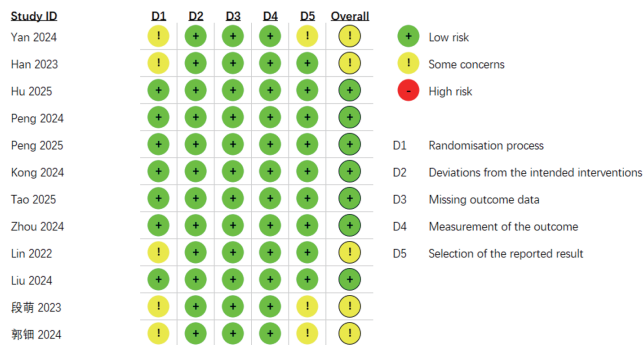 Study ID D1 D2 D3 D4 D5 Overall
Yan 2024 ! + + + ! !
Han 2023 ! + + + + !
Hu 2025 + + + + + +
Peng 2024 + + + + + +
Peng 2025 + + + + + +
Kong 2024 + + + + + +
Tao 2025 + + + + + +
Zhou 2024 + + + + + +
Lin 2022 ! + + + + !
Liu 2024 + + + + + +
段萌 2023 ! + + + ! !
郭钿 2024 ! + + + ! !
+ Low risk
! Some concerns
- High risk
D1 Randomisation process
D2 Deviations from the intended interventions
D3 Missing outcome data
D4 Measurement of the outcome
D5 Selection of the reported result